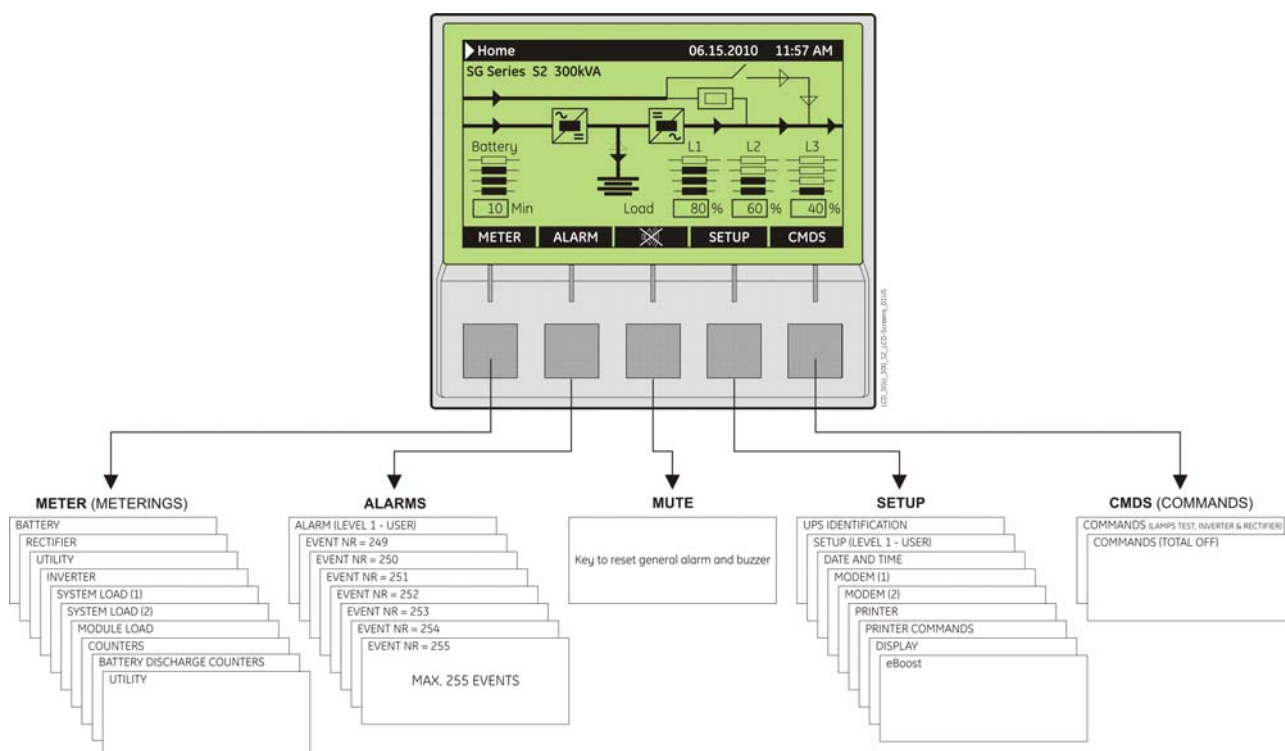 Home 06.15.2010 11:57 AM
SG Series S2 300kVA
Battery L1 L2 L3
10 Min Load 80 % 60 % 40 %
METER ALARM SETUP CMDS
LCD_SGU_300_S2_LCD-Screens_01US
METER (METERINGS)
BATTERY
RECTIFIER
UTILITY
INVERTER
SYSTEM LOAD (1)
SYSTEM LOAD (2)
MODULE LOAD
COUNTERS
BATTERY DISCHARGE COUNTERS
UTILITY
ALARMS
ALARM (LEVEL 1 - USER)
EVENT NR = 249
EVENT NR = 250
EVENT NR = 251
EVENT NR = 252
EVENT NR = 253
EVENT NR = 254
EVENT NR = 255
MAX. 255 EVENTS
MUTE
Key to reset general alarm and buzzer
SETUP
UPS IDENTIFICATION
SETUP (LEVEL 1 - USER)
DATE AND TIME
MODEM (1)
MODEM (2)
PRINTER
PRINTER COMMANDS
DISPLAY
eBoost
CMDS (COMMANDS)
COMMANDS (LAMPS TEST, INVERTER & RECTIFIER)
COMMANDS (TOTAL OFF)